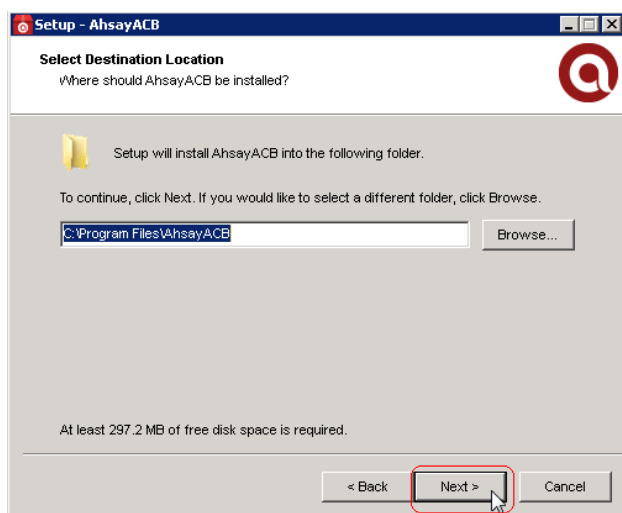 Setup - AhsayACB
Select Destination Location
Where should AhsayACB be installed?
Setup will install AhsayACB into the following folder.
To continue, click Next. If you would like to select a different folder, click Browse.
C:\Program Files\AhsayACB
Browse...
At least 297.2 MB of free disk space is required.
< Back
Next >
Cancel